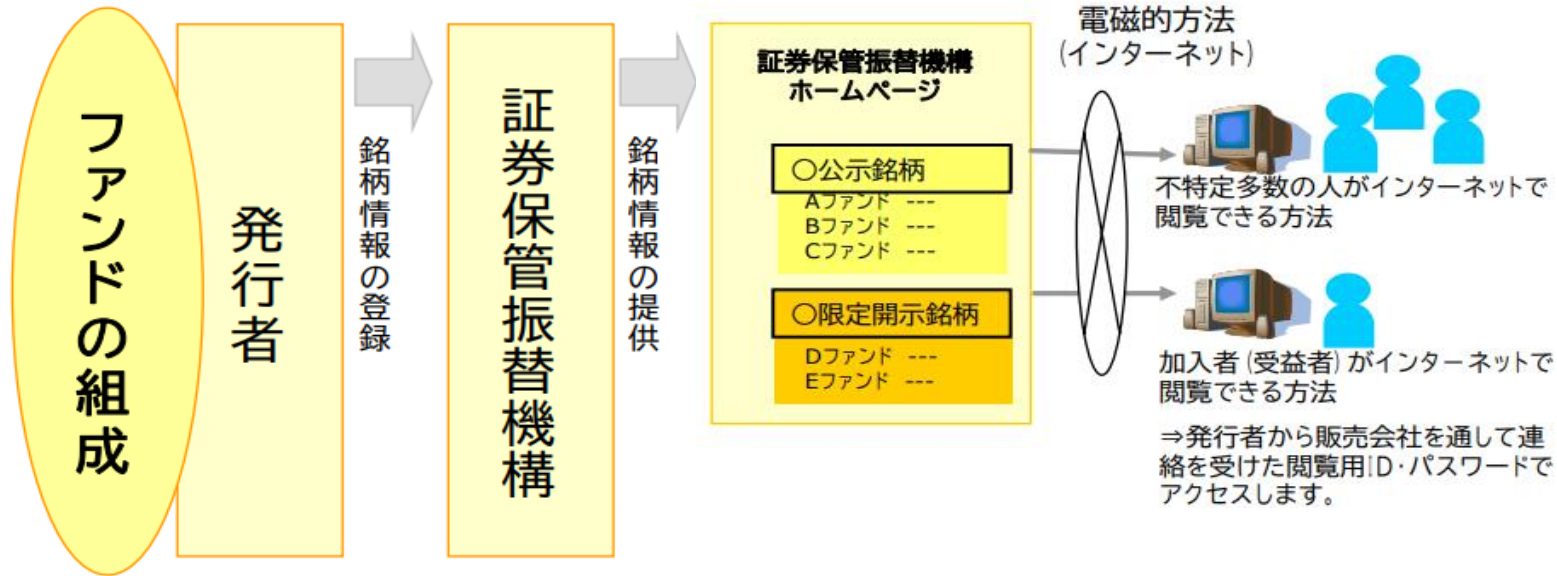 ファンドの組成
発行者
銘柄情報の登録
証券保管振替機構
銘柄情報の提供
証券保管振替機構
ホームページ
○公示銘柄
Aファンド ---
Bファンド ---
Cファンド ---
○限定開示銘柄
Dファンド ---
Eファンド ---
電磁的方法
(インターネット)
不特定多数の人がインターネットで
閲覧できる方法
加入者(受益者)がインターネットで
閲覧できる方法
⇒発行者から販売会社を通して連
絡を受けた閲覧用ID・パスワードで
アクセスします。